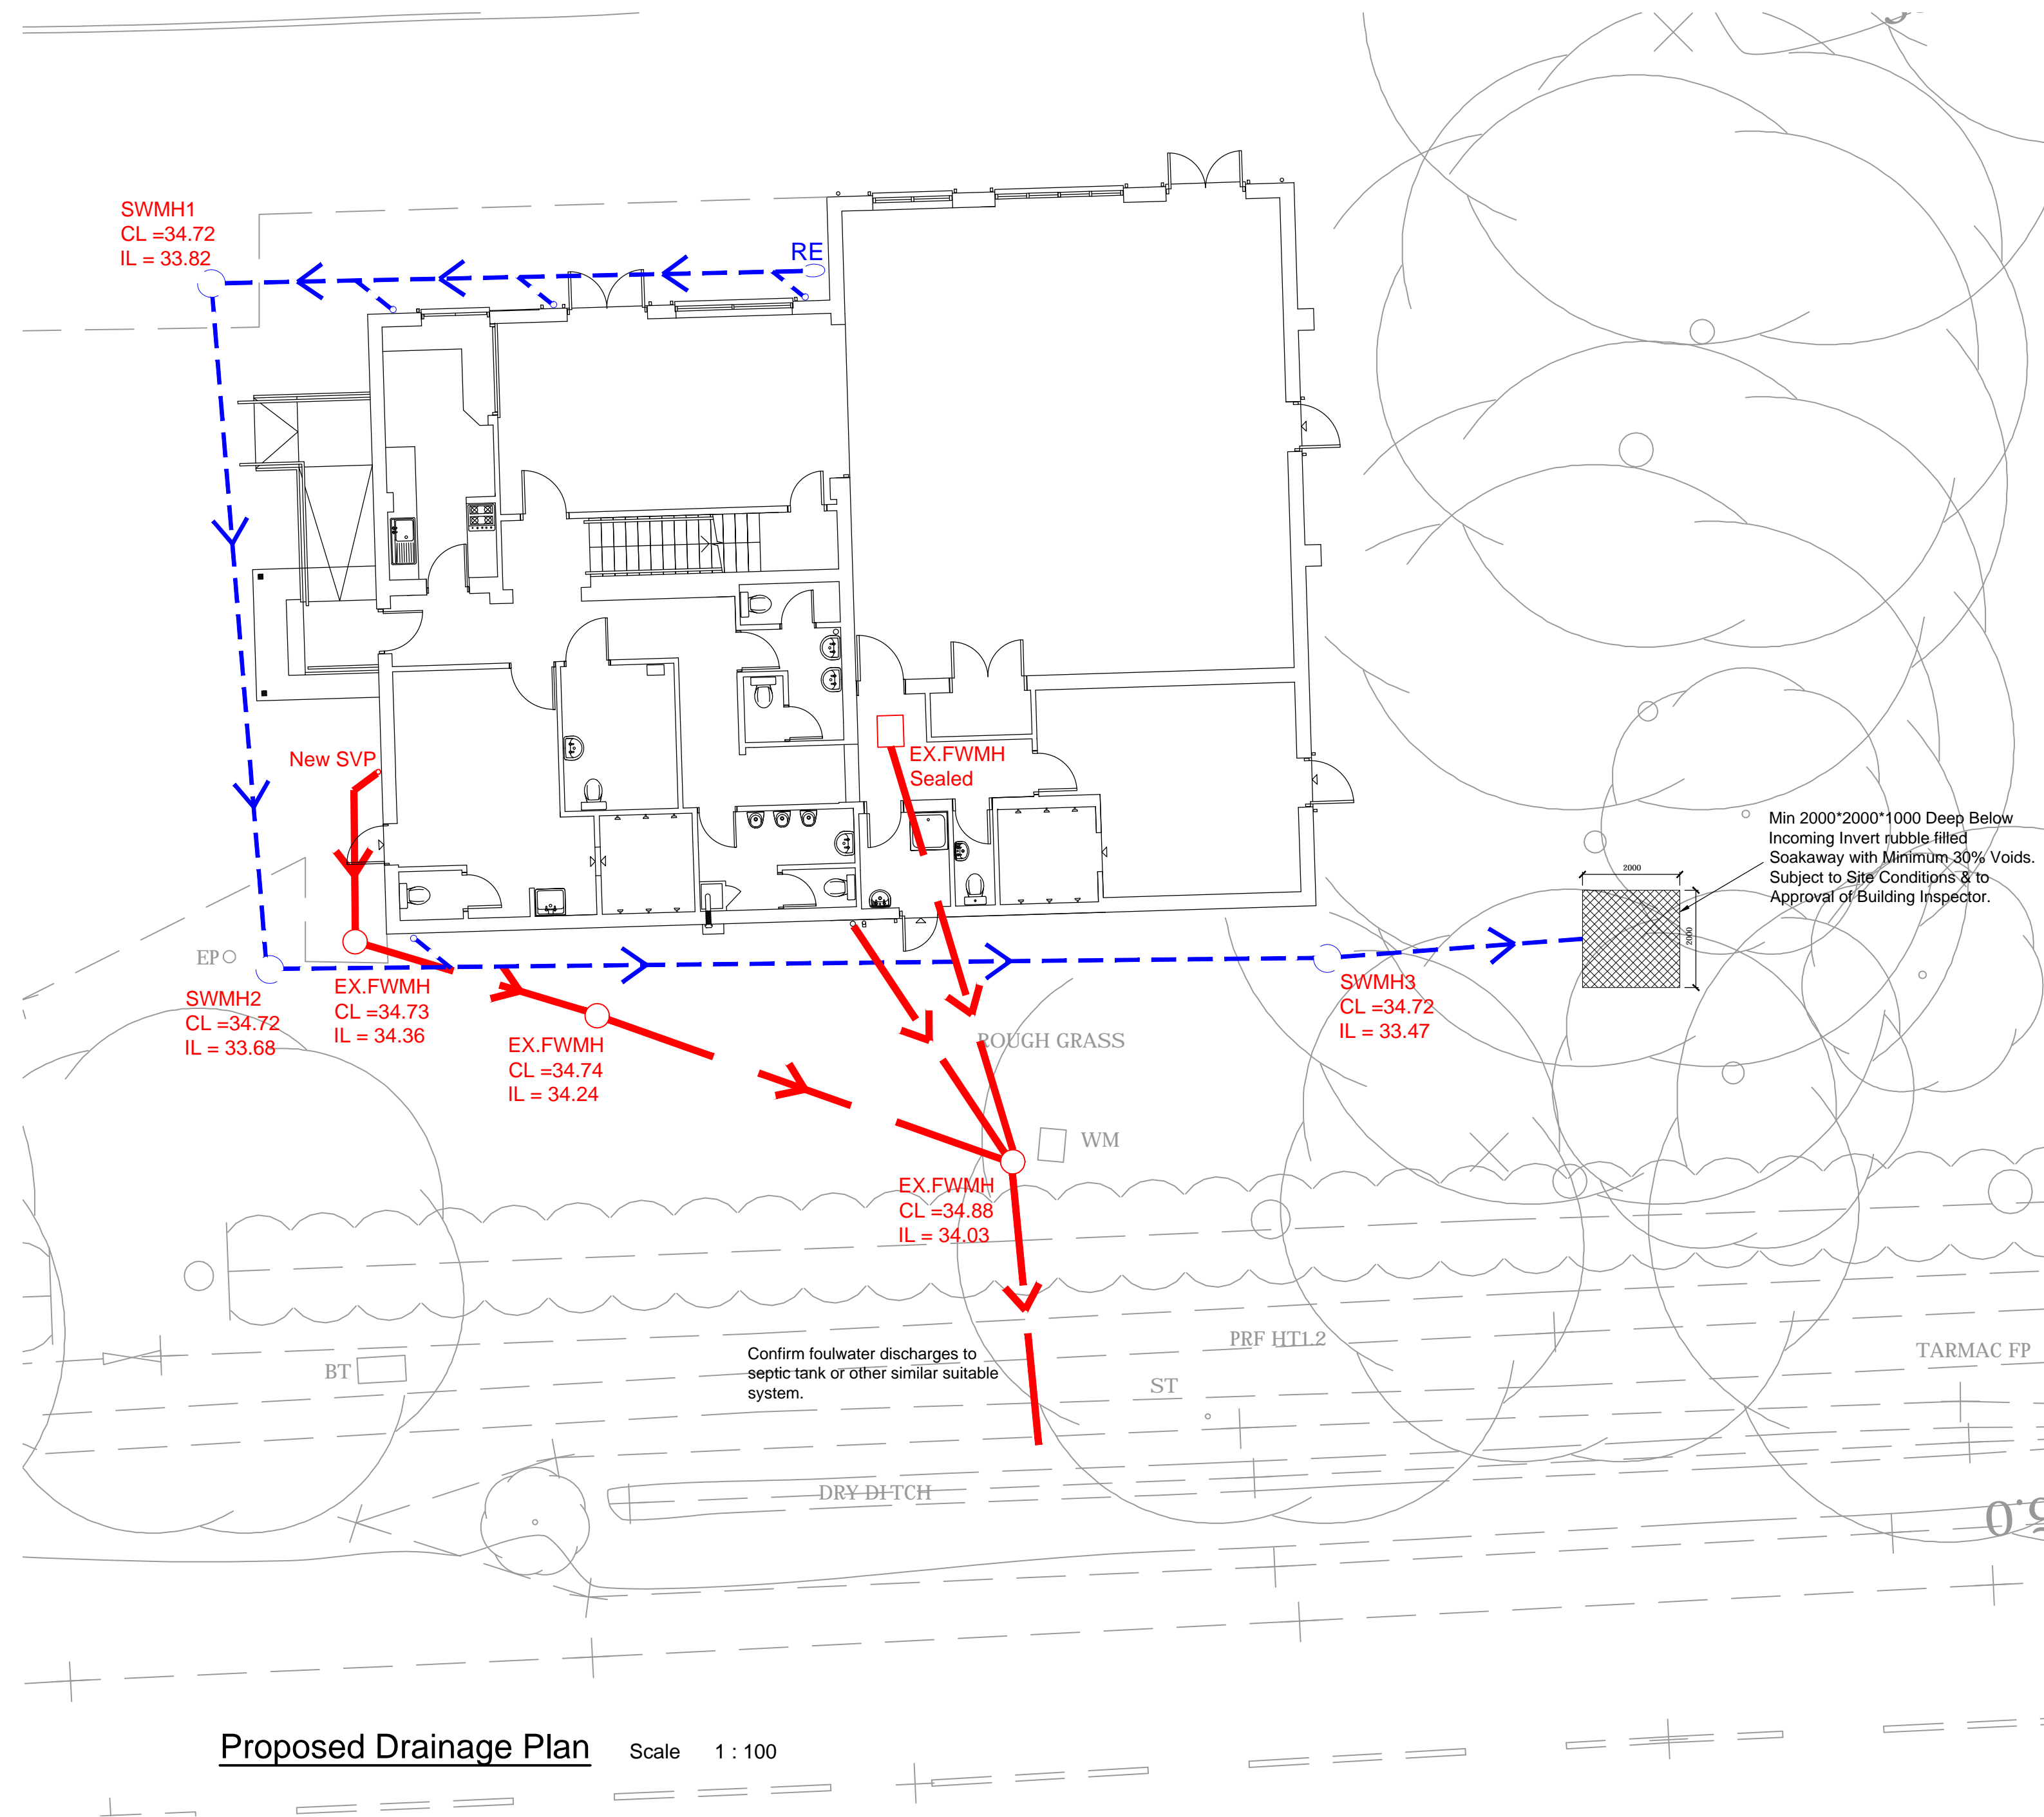 SWMH1
CL =34.72
IL = 33.82
RE
New SVP
EX.FWMH
Sealed
Min 2000*2000*1000 Deep Below
Incoming Invert rubble filled
Soakaway with Minimum 30% Voids.
Subject to Site Conditions & to
Approval of Building Inspector.
2000
2000
EP
SWMH2
CL =34.72
IL = 33.68
EX.FWMH
CL =34.73
IL = 34.36
EX.FWMH
CL =34.74
IL = 34.24
SWMH3
CL =34.72
IL = 33.47
ROUGH GRASS
WM
EX.FWMH
CL =34.88
IL = 34.03
Confirm foulwater discharges to
septic tank or other similar suitable
system.
BT
PRF HT1.2
ST
TARMAC FP
DRY DITCH
Proposed Drainage Plan
Scale 1 : 100